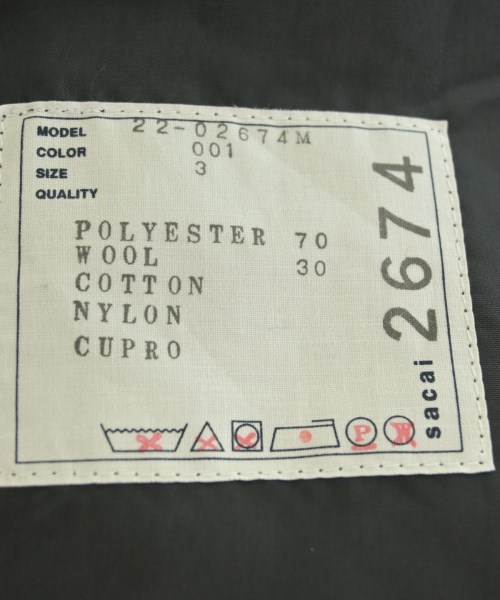 MODEL 22-02674M
COLOR 001
SIZE 3
QUALITY
POLYESTER 70
WOOL 30
COTTON
NYLON
CUPRO
P W
sacai 2674